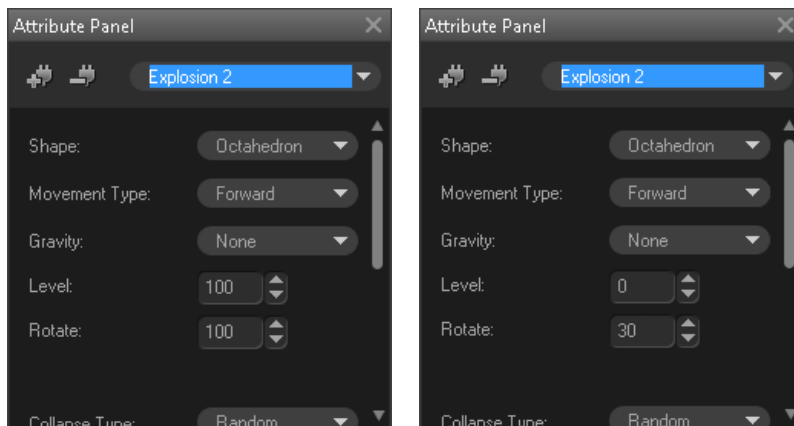 Attribute Panel
Explosion 2
Shape: Octahedron
Movement Type: Forward
Gravity: None
Level: 100
Rotate: 100
Collapse Type: Random
Attribute Panel
Explosion 2
Shape: Octahedron
Movement Type: Forward
Gravity: None
Level: 0
Rotate: 30
Collapse Type: Random